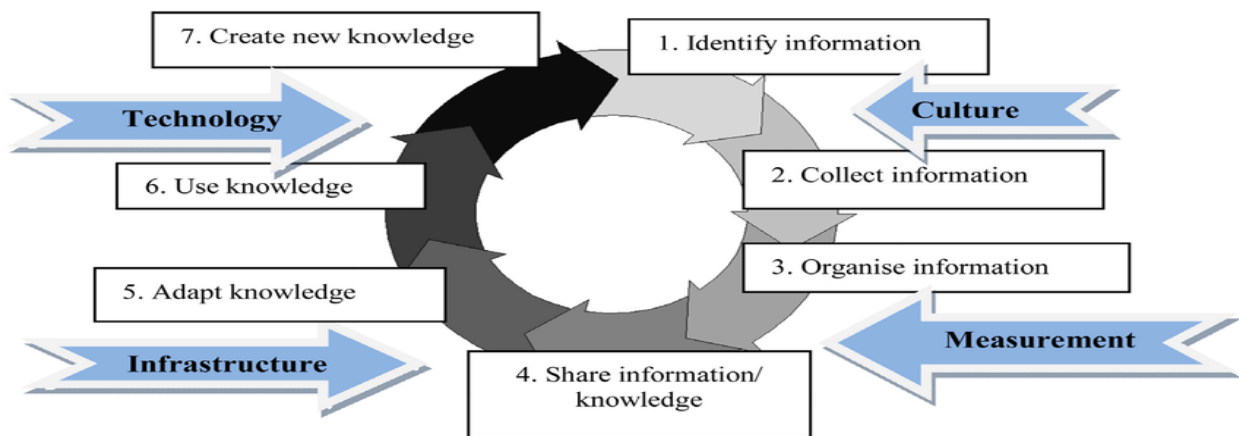 7. Create new knowledge
1. Identify information
Technology
Culture
6. Use knowledge
2. Collect information
5. Adapt knowledge
3. Organise information
Infrastructure
Measurement
4. Share information/
knowledge